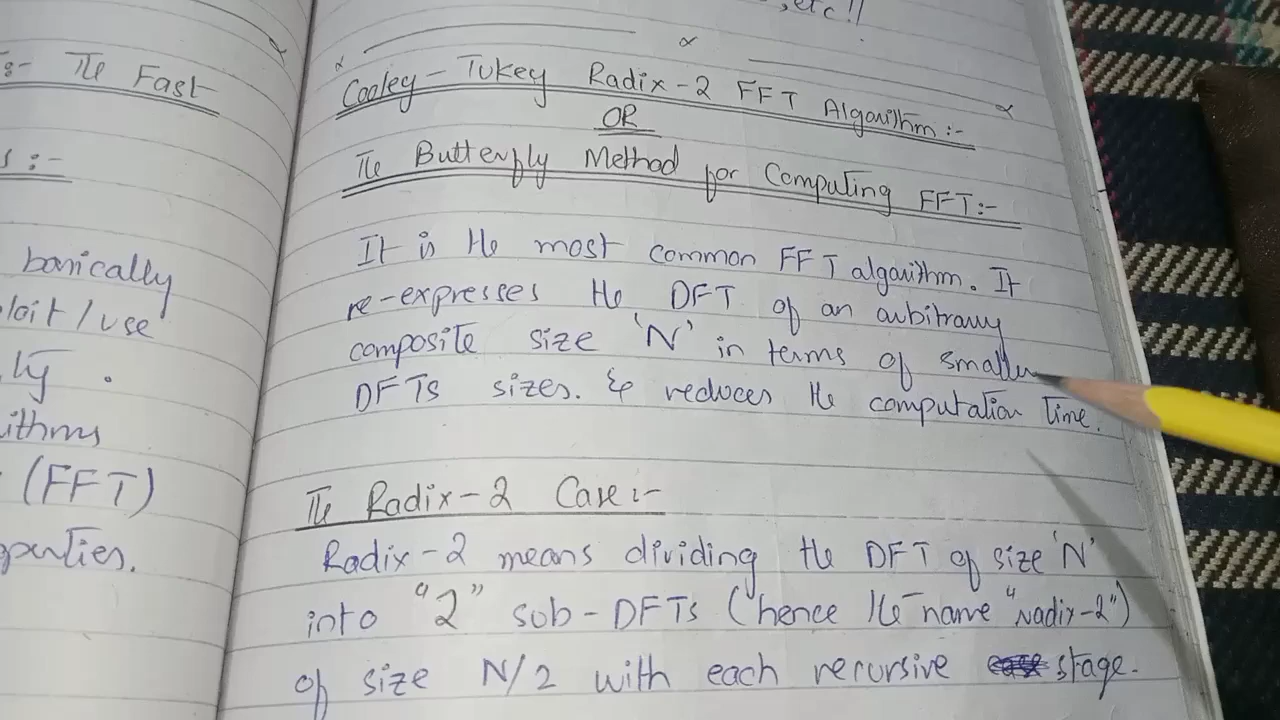 , etc!!
:- The Fast
s :-
basically
loit / use
ly .
ithms
(FFT)
perties.
Cooley - Tukey Radix-2 FFT Algorithm:-
OR
The Butterfly Method for Computing FFT:-
It is the most common FFT algorithm. It
re-expresses the DFT of an arbitrary
composite size 'N' in terms of smaller
DFTs sizes. & reduces the computation time.
The Radix-2 Case:-
Radix-2 means dividing the DFT of size 'N'
into "2" sub-DFTs (hence the name "radix-2")
of size N/2 with each recursive stage.